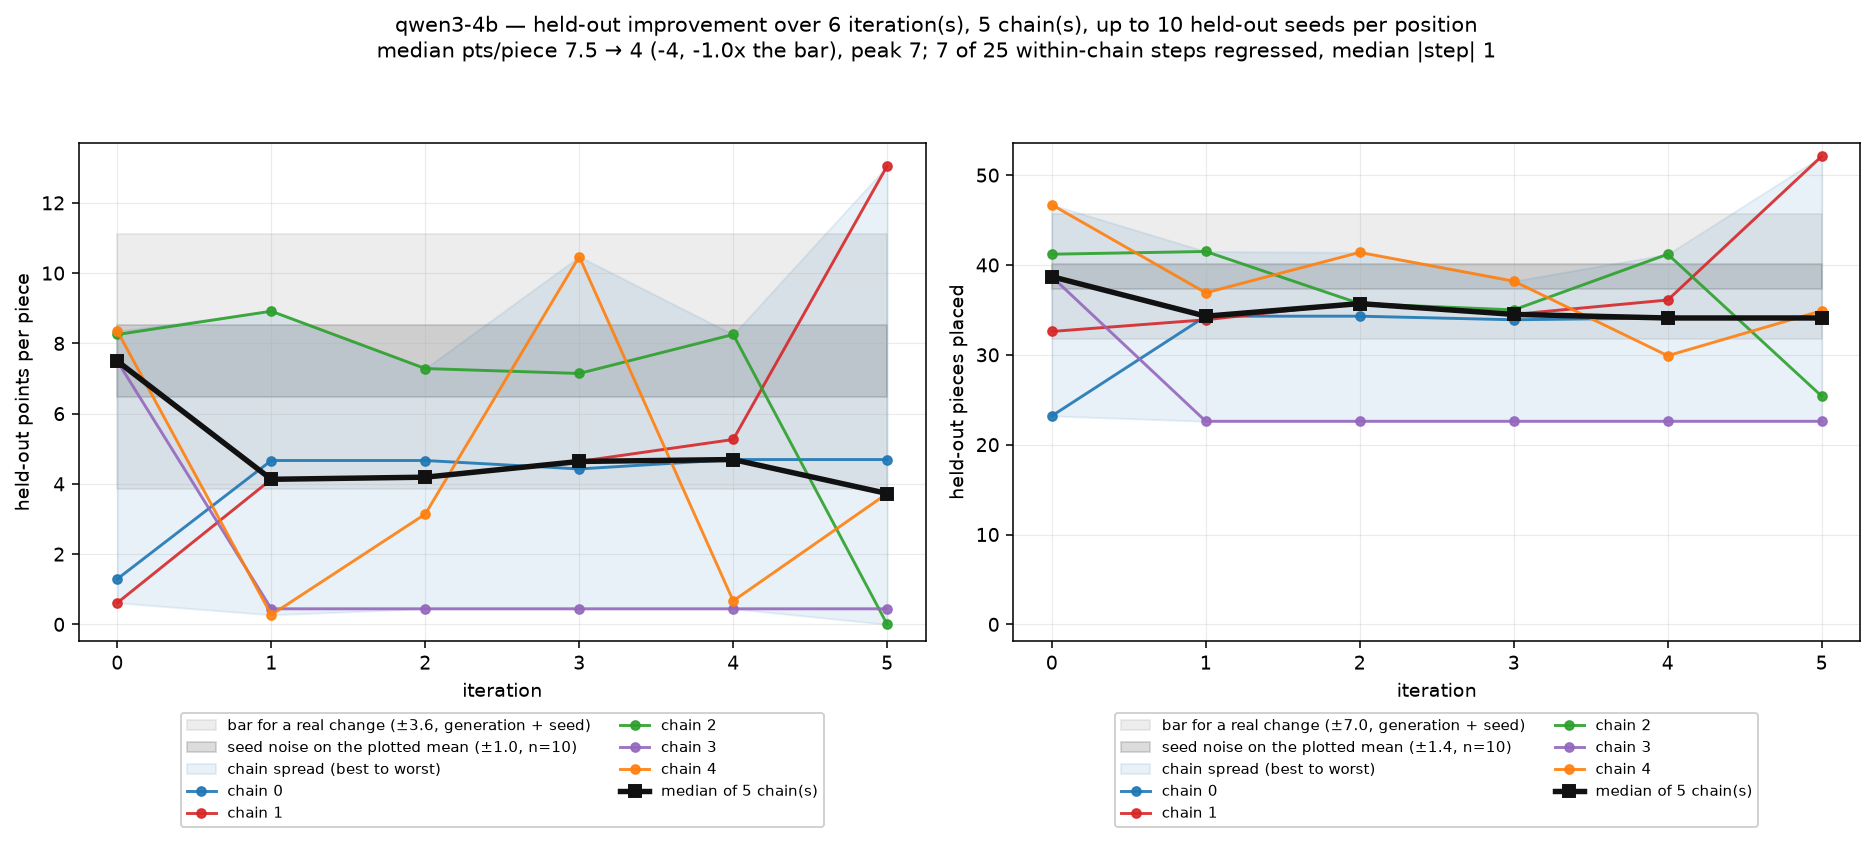 qwen3-4b — held-out improvement over 6 iteration(s), 5 chain(s), up to 10 held-out seeds per position
median pts/piece 7.5 → 4 (-4, -1.0x the bar), peak 7; 7 of 25 within-chain steps regressed, median |step| 1
held-out points per piece
12
10
8
6
4
2
0
0 1 2 3 4 5
iteration
bar for a real change (±3.6, generation + seed)
seed noise on the plotted mean (±1.0, n=10)
chain spread (best to worst)
chain 0
chain 1
chain 2
chain 3
chain 4
median of 5 chain(s)
held-out pieces placed
50
40
30
20
10
0
0 1 2 3 4 5
iteration
bar for a real change (±7.0, generation + seed)
seed noise on the plotted mean (±1.4, n=10)
chain spread (best to worst)
chain 0
chain 1
chain 2
chain 3
chain 4
median of 5 chain(s)